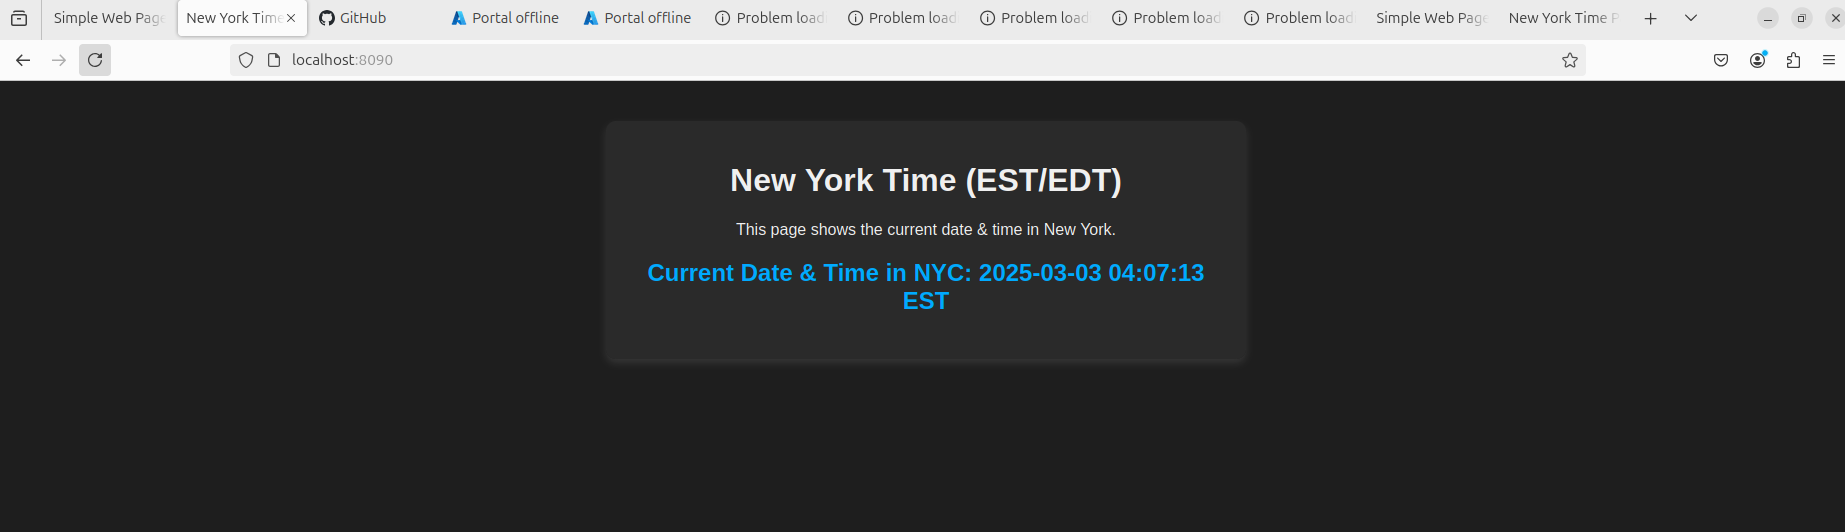 Simple Web Page
New York Time
GitHub
Portal offline
Portal offline
Problem load
Problem load
Problem load
Problem load
Problem load
Simple Web Page
New York Time P
localhost:8090
New York Time (EST/EDT)
This page shows the current date & time in New York.
Current Date & Time in NYC: 2025-03-03 04:07:13
EST